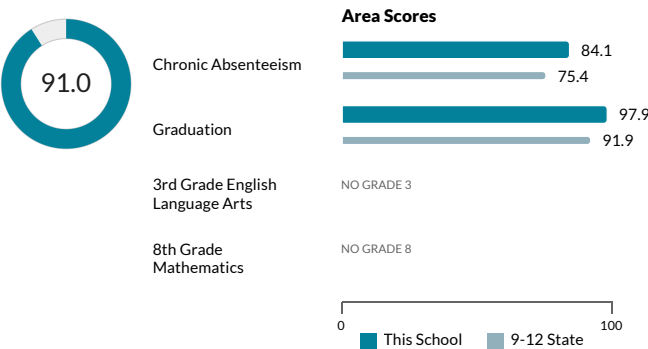 Area Scores
91.0
Chronic Absenteeism
84.1
75.4
Graduation
97.9
91.9
3rd Grade English
Language Arts
NO GRADE 3
8th Grade
Mathematics
NO GRADE 8
0
100
This School
9-12 State